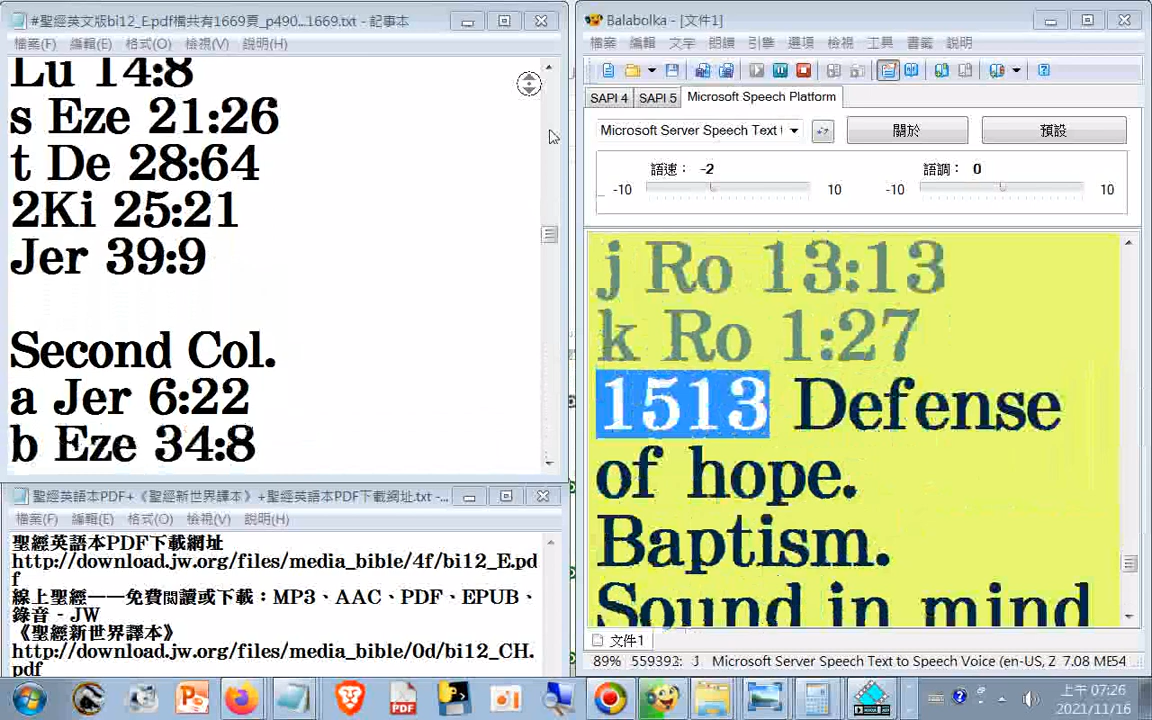 #聖經英文版bi12_E.pdf檔共有1669頁_p490...1669.txt - 記事本
檔案(F) 編輯(E) 格式(O) 檢視(V) 說明(H)
Lu 14:8
s Eze 21:26
t De 28:64
2Ki 25:21
Jer 39:9
Second Col.
a Jer 6:22
b Eze 34:8
聖經英語本PDF+《聖經新世界譯本》+聖經英語本PDF下載網址.txt -...
檔案(F) 編輯(E) 格式(O) 檢視(V) 說明(H)
聖經英語本PDF下載網址
http://download.jw.org/files/media_bible/4f/bi12_E.pd
f
線上聖經——免費閱讀或下載：MP3、AAC、PDF、EPUB、
錄音 - JW
《聖經新世界譯本》
http://download.jw.org/files/media_bible/0d/bi12_CH.
pdf
Balabolka - [文件1]
檔案 編輯 文字 朗讀 引擎 選項 檢視 工具 書籤 說明
SAPI 4 SAPI 5 Microsoft Speech Platform
Microsoft Server Speech Text 關於 預設
語速： -2 語調： 0
-10 10 -10 10
j Ro 13:13
k Ro 1:27
1513 Defense
of hope.
Baptism.
Sound in mind
文件1
89% 559392: J Microsoft Server Speech Text to Speech Voice (en-US, Z 7.08 ME54
上午 07:26
2021/11/16